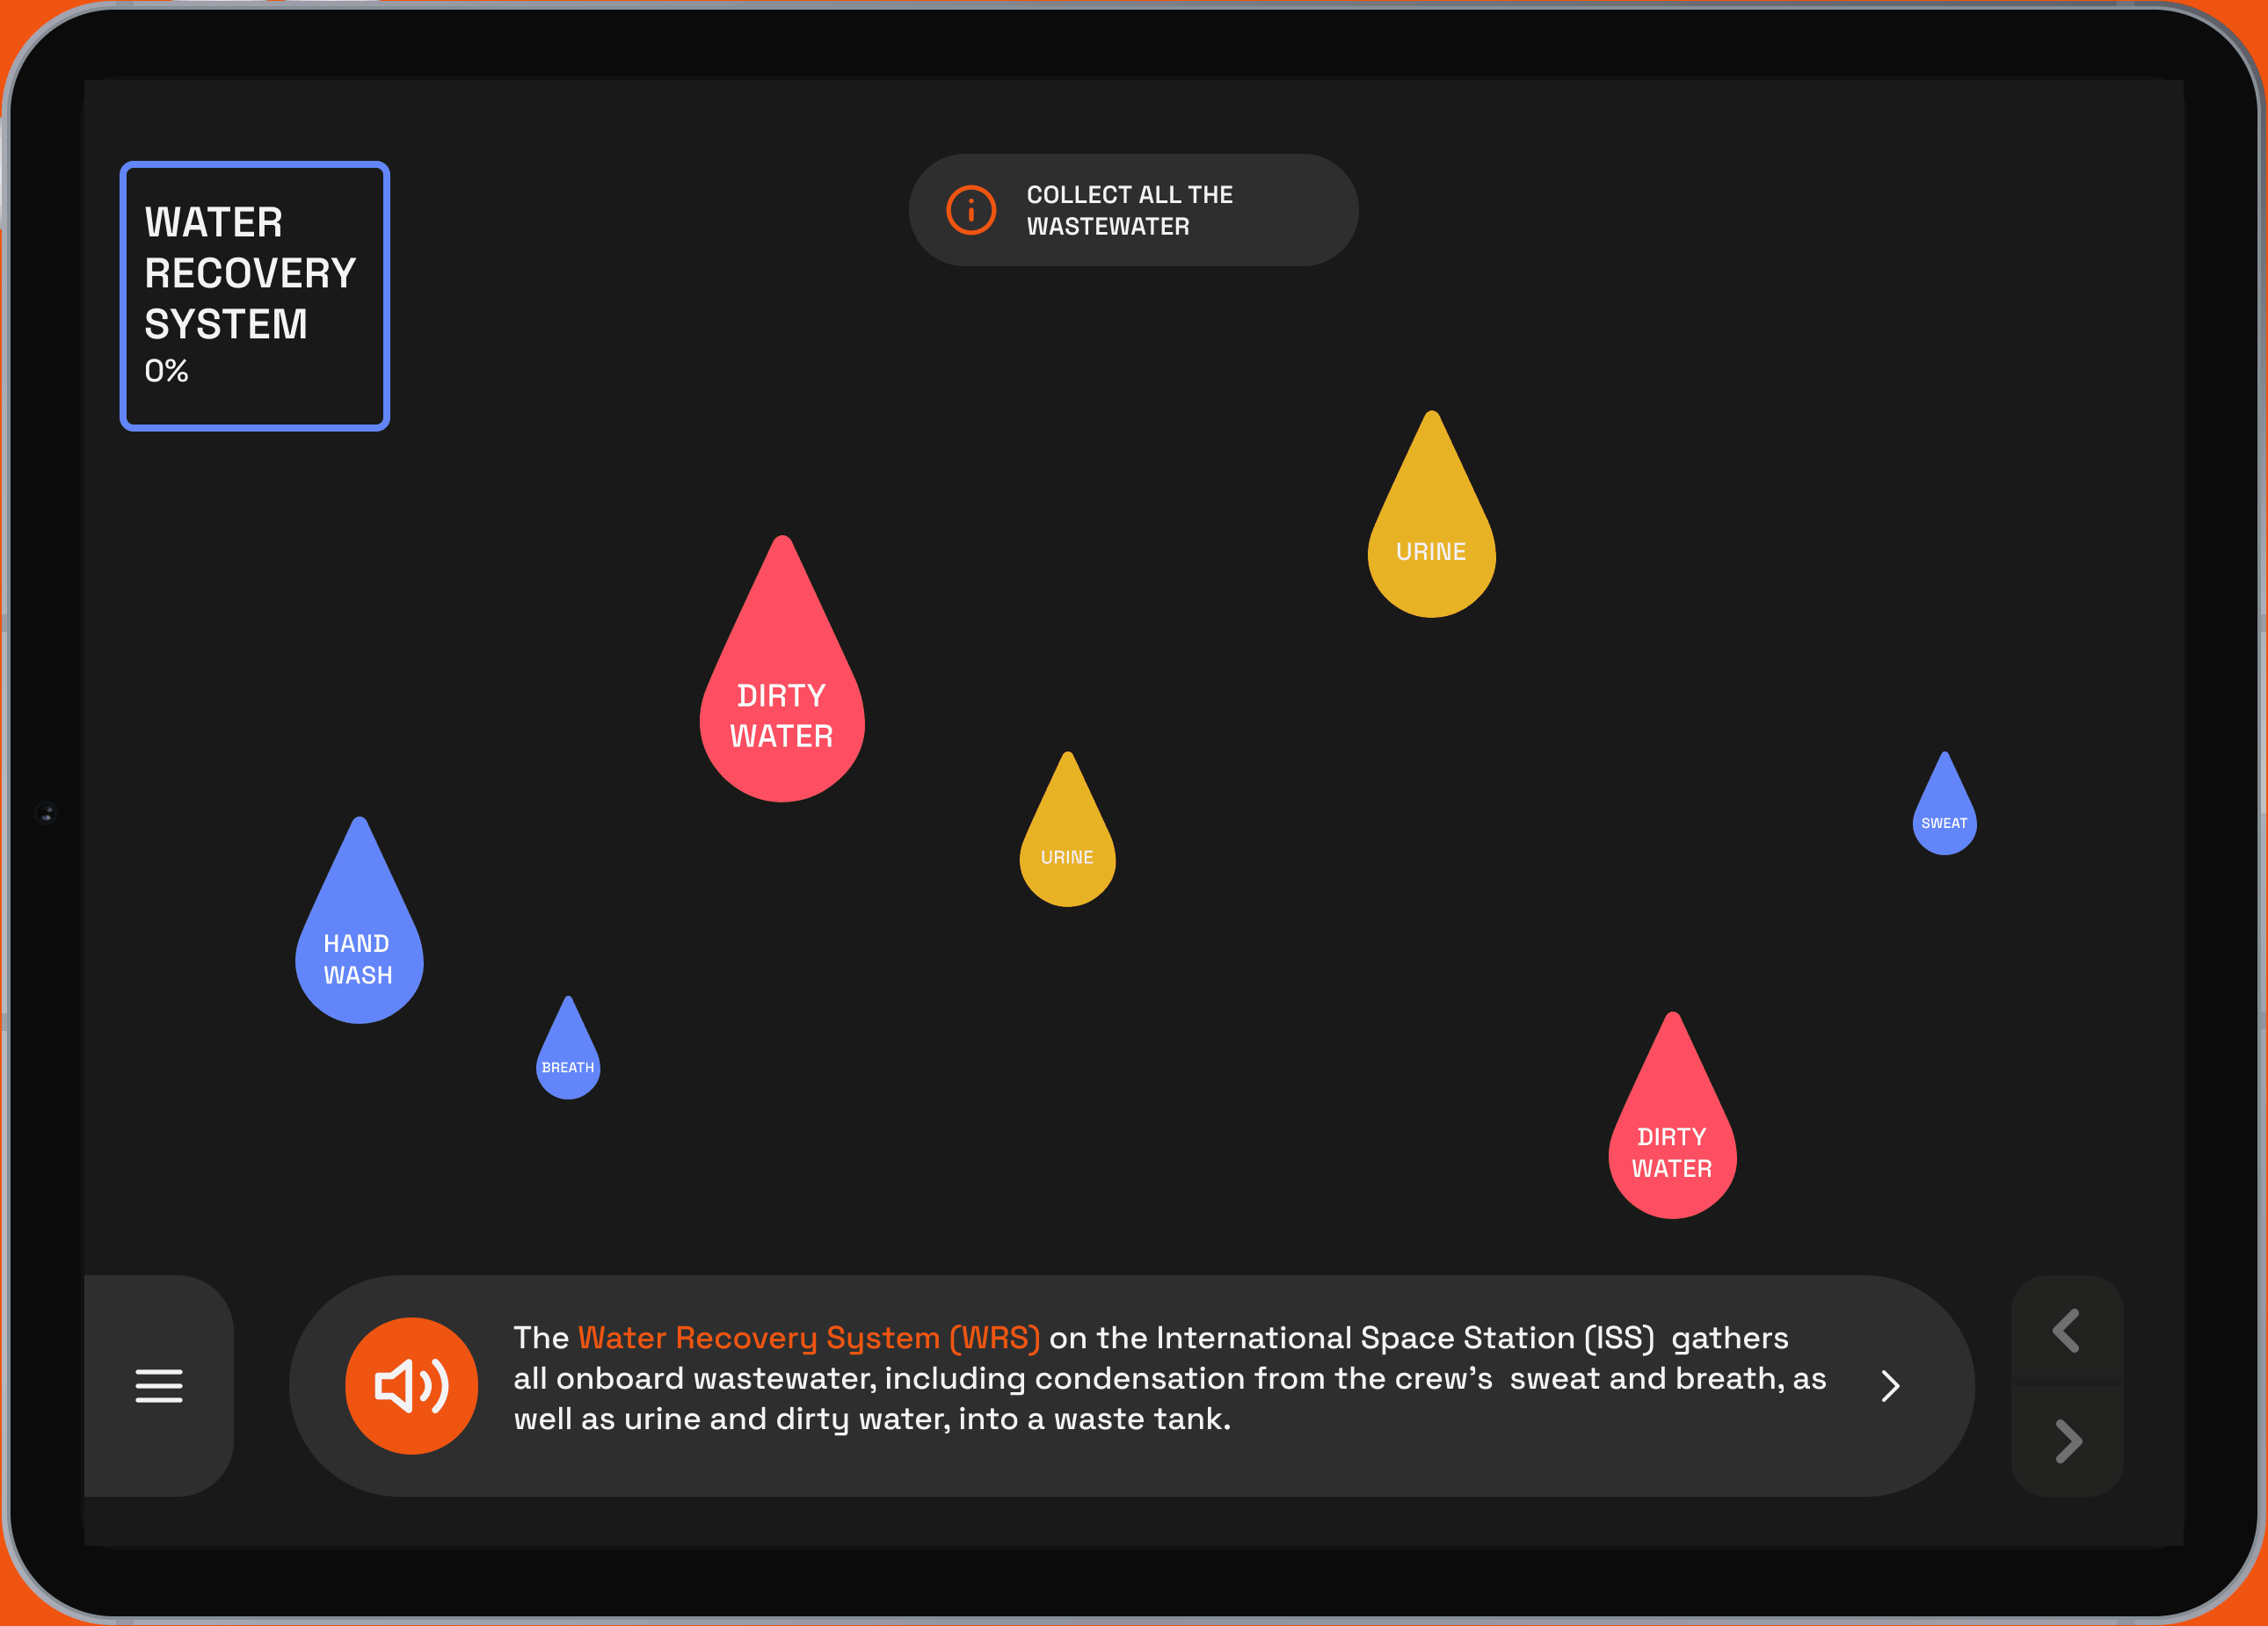 WATER
RECOVERY
SYSTEM
0%
COLLECT ALL THE
WASTEWATER
URINE
DIRTY
WATER
URINE
SWEAT
HAND
WASH
BREATH
DIRTY
WATER
The Water Recovery System (WRS) on the International Space Station (ISS)  gathers
all onboard wastewater, including condensation from the crew's  sweat and breath, as
well as urine and dirty water, into a waste tank.